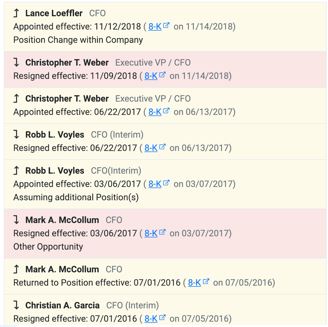 Lance Loeffler CFO
Appointed effective: 11/12/2018 ( 8-K on 11/14/2018)
Position Change within Company
Christopher T. Weber Executive VP / CFO
Resigned effective: 11/09/2018 ( 8-K on 11/14/2018)
Christopher T. Weber Executive VP / CFO
Appointed effective: 06/22/2017 ( 8-K on 06/13/2017)
Robb L. Voyles CFO (Interim)
Resigned effective: 06/22/2017 ( 8-K on 06/13/2017)
Robb L. Voyles CFO(Interim)
Appointed effective: 03/06/2017 ( 8-K on 03/07/2017)
Assuming additional Position(s)
Mark A. McCollum CFO
Resigned effective: 03/06/2017 ( 8-K on 03/07/2017)
Other Opportunity
Mark A. McCollum CFO
Returned to Position effective: 07/01/2016 ( 8-K on 07/05/2016)
Christian A. Garcia CFO (Interim)
Resigned effective: 07/01/2016 ( 8-K on 07/05/2016)